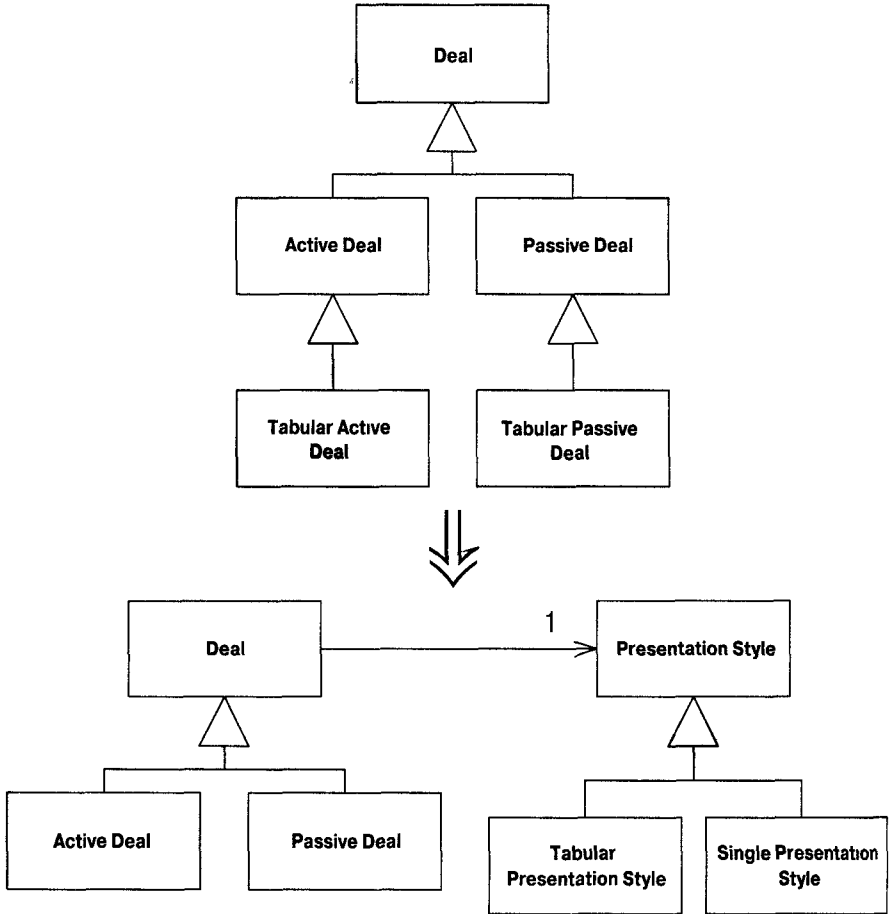 Deal
Active Deal
Passive Deal
Tabular Active
Deal
Tabular Passive
Deal
1
Deal
Presentation Style
Active Deal
Passive Deal
Tabular
Presentation Style
Single Presentation
Style